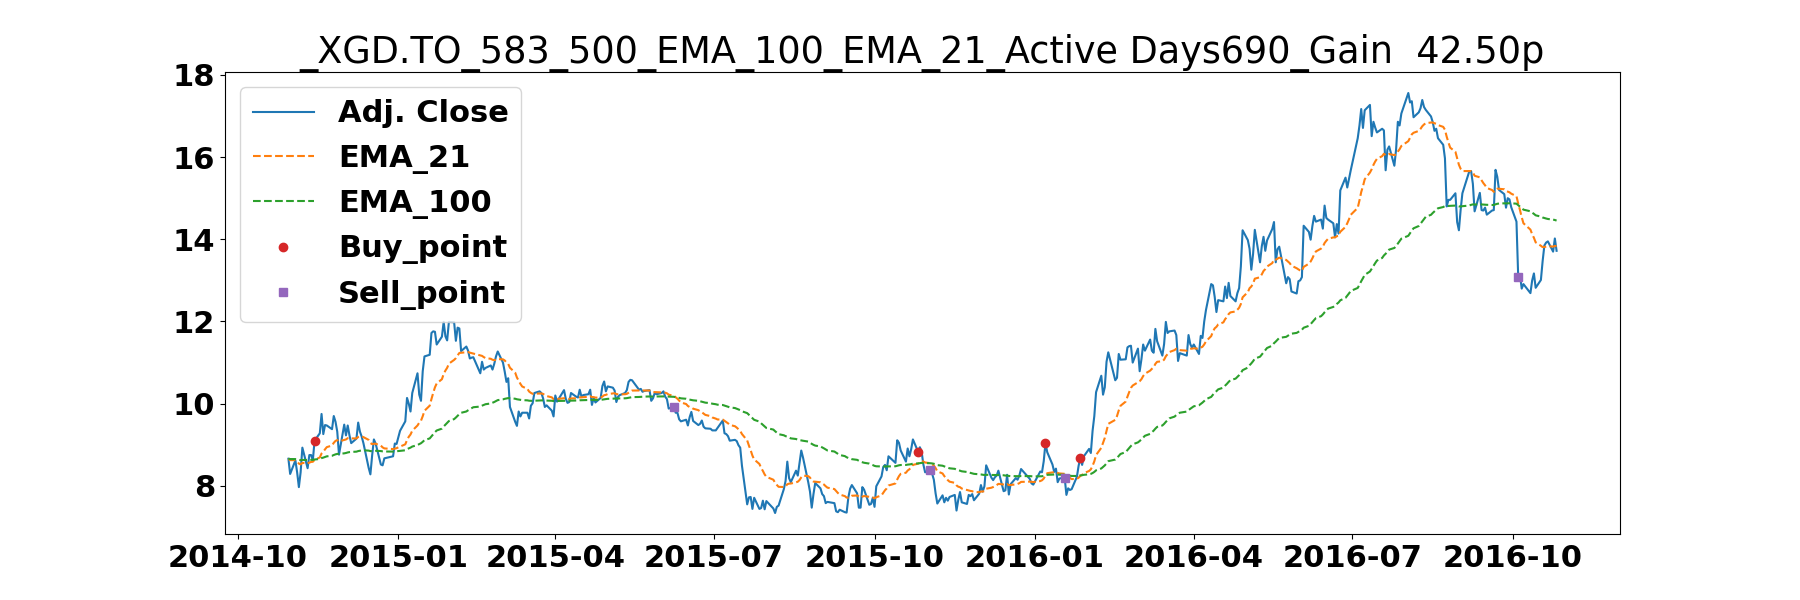 _XGD.TO_583_500_EMA_100_EMA_21_Active Days690_Gain  42.50p
18
16
14
12
10
8
Adj. Close
EMA_21
EMA_100
Buy_point
Sell_point
2014-10 2015-01 2015-04 2015-07 2015-10 2016-01 2016-04 2016-07 2016-10